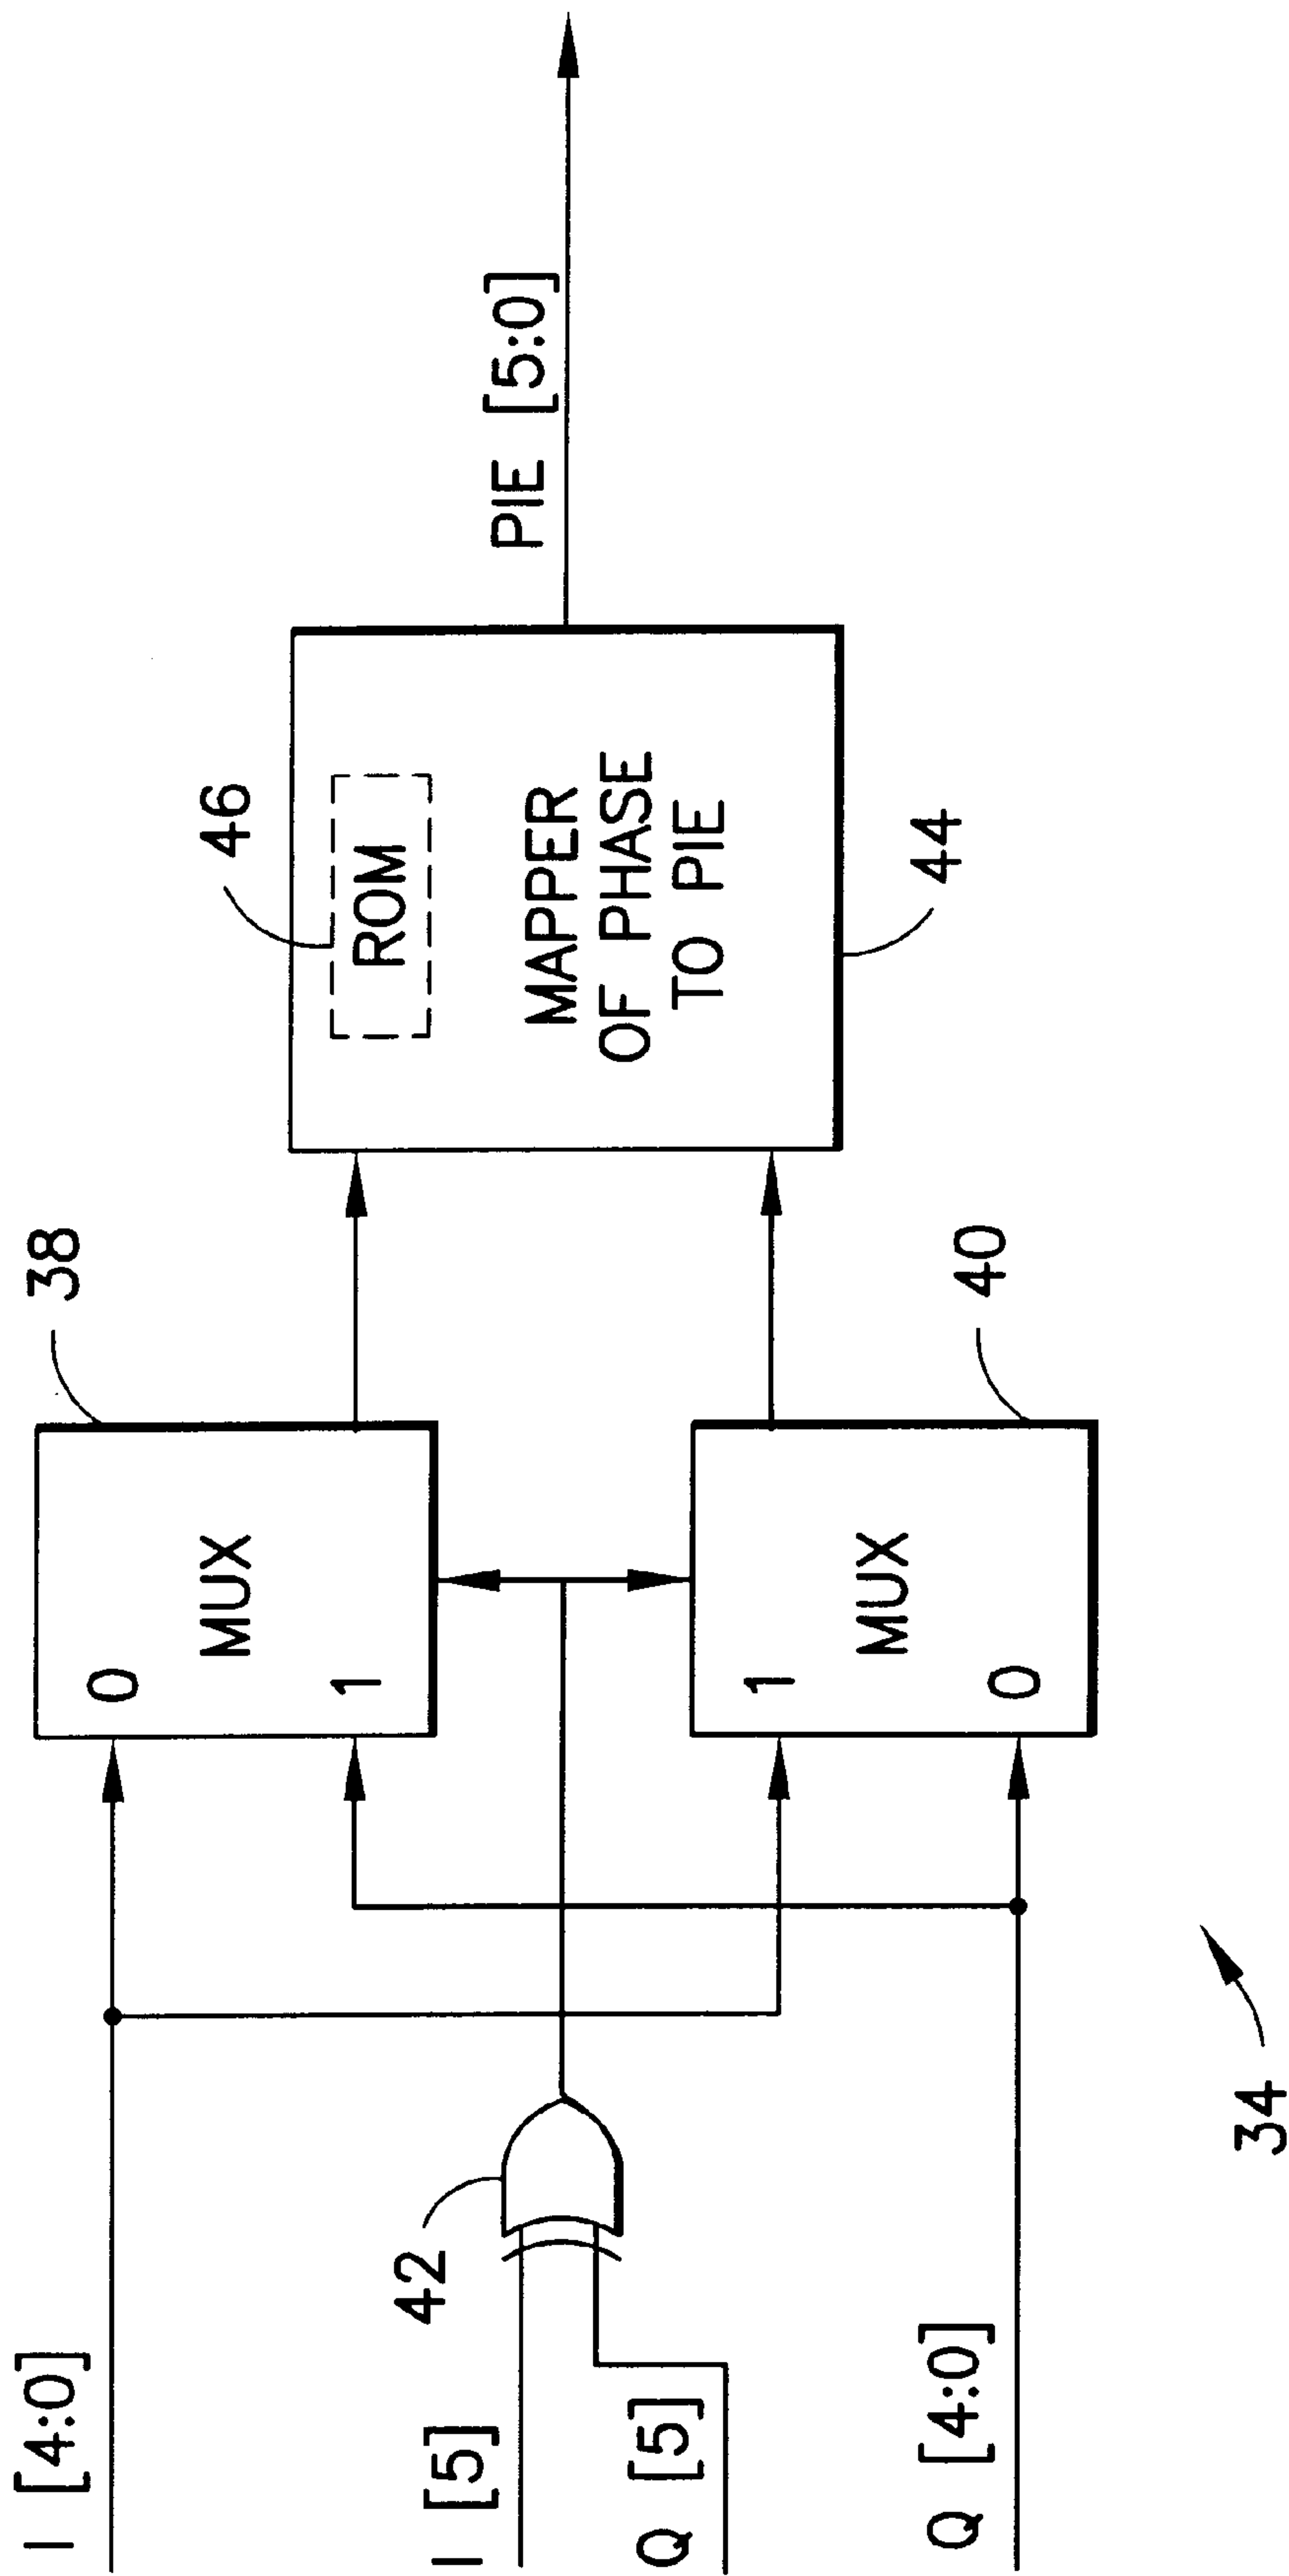 I [4:0]
I [5]
Q [5]
Q [4:0]
42
0
MUX
1
38
1
MUX
0
40
46
ROM
MAPPER
OF PHASE
TO PIE
44
PIE [5:0]
34